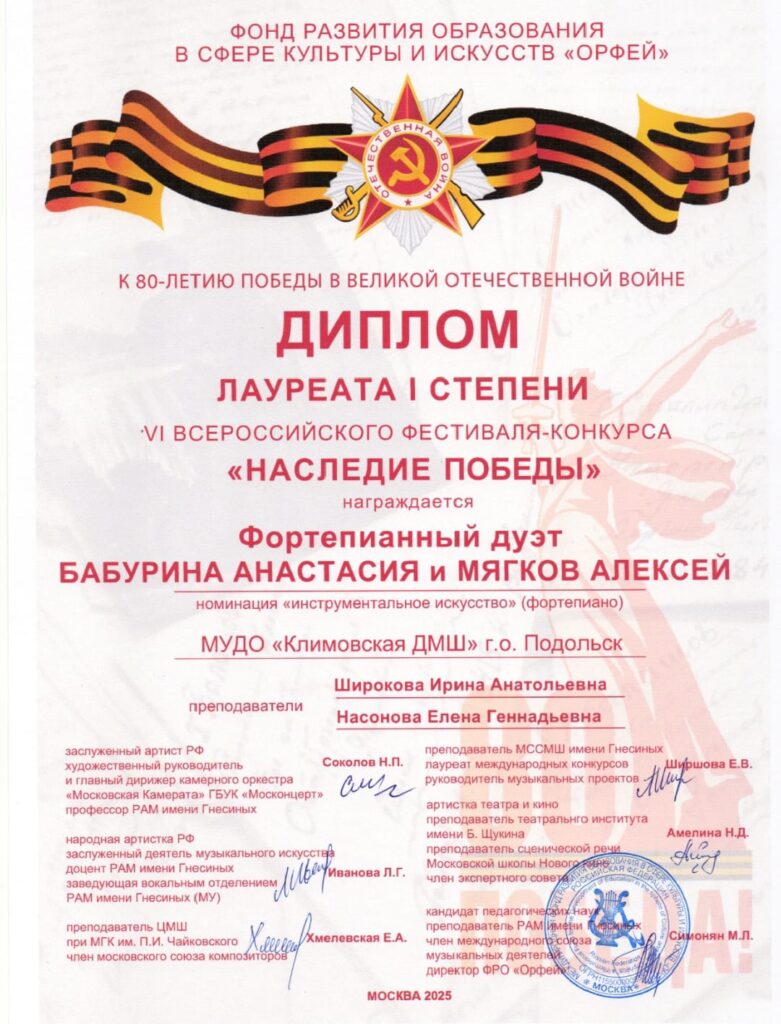 ФОНД РАЗВИТИЯ ОБРАЗОВАНИЯ
В СФЕРЕ КУЛЬТУРЫ И ИСКУССТВ «ОРФЕЙ»
ОТЕЧЕСТВЕННАЯ ВОЙНА
К 80-ЛЕТИЮ ПОБЕДЫ В ВЕЛИКОЙ ОТЕЧЕСТВЕННОЙ ВОЙНЕ
ДИПЛОМ
ЛАУРЕАТА I СТЕПЕНИ
VI ВСЕРОССИЙСКОГО ФЕСТИВАЛЯ-КОНКУРСА
«НАСЛЕДИЕ ПОБЕДЫ»
награждается
Фортепианный дуэт
БАБУРИНА АНАСТАСИЯ и МЯГКОВ АЛЕКСЕЙ
номинация «инструментальное искусство» (фортепиано)
МУДО «Климовская ДМШ» г.о. Подольск
преподаватели
Широкова Ирина Анатольевна
Насонова Елена Геннадьевна
заслуженный артист РФ
художественный руководитель
и главный дирижер камерного оркестра
«Московская Камерата» ГБУК «Москонцерт»
профессор РАМ имени Гнесиных
Соколов Н.П.
народная артистка РФ
заслуженный деятель музыкального искусства
доцент РАМ имени Гнесиных
заведующая вокальным отделением
РАМ имени Гнесиных (МУ)
Иванова Л.Г.
преподаватель ЦМШ
при МГК им. П.И. Чайковского
член московского союза композиторов
Хмелевская Е.А.
преподаватель МССМШ имени Гнесиных
лауреат международных конкурсов
руководитель музыкальных проектов
Ширшова Е.В.
артистка театра и кино
преподаватель театральнго института
имени Б. Щукина
преподаватель сценической речи
Московской школы Нового Кино
член экспертного совета
Амелина Н.Д.
кандидат педагогических наук
преподаватель РАМ имени Гнесиных
член международного союза
музыкальных деятелей
директор ФРО «Орфей»
Симонян М.Л.
МОСКВА 2025